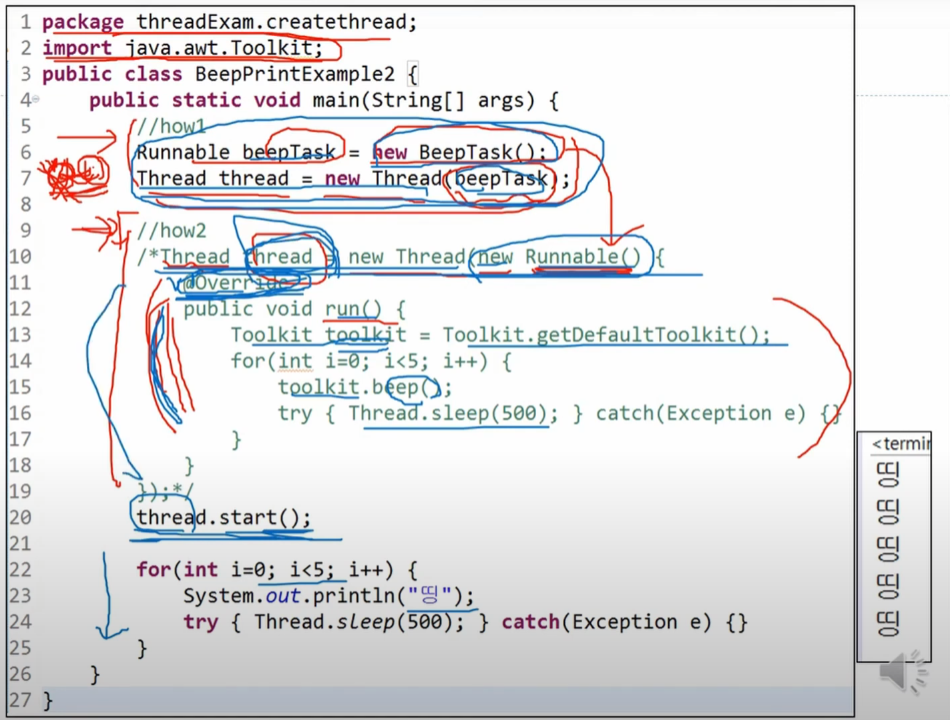 1 package threadExam.createthread;
2 import java.awt.Toolkit;
3 public class BeepPrintExample2 {
4 public static void main(String[] args) {
5 //how1
6 Runnable beepTask = new BeepTask();
7 Thread thread = new Thread(beepTask);
8
9 //how2
10 /*Thread thread = new Thread(new Runnable() {
11 @Override
12 public void run() {
13 Toolkit toolkit = Toolkit.getDefaultToolkit();
14 for(int i=0; i<5; i++) {
15 toolkit.beep();
16 try { Thread.sleep(500); } catch(Exception e) {}
17 }
18 }
19 });*/
20 thread.start();
21
22 for(int i=0; i<5; i++) {
23 System.out.println("띵");
24 try { Thread.sleep(500); } catch(Exception e) {}
25 }
26 }
27 }
<termin
띵
띵
띵
띵
띵